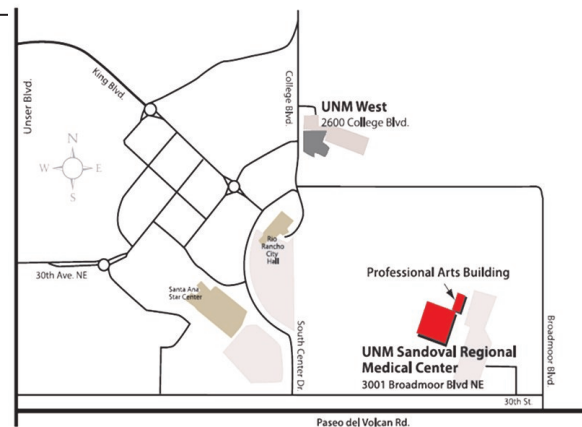 Unser Blvd.
King Blvd.
College Blvd.
UNM West
2600 College Blvd.
N
W
E
S
Rio
Rancho
City
Hall
30th Ave. NE
Santa Ana
Star Center
South Center Dr.
Professional Arts Building
UNM Sandoval Regional
Medical Center
3001 Broadmoor Blvd NE
Broadmoor Blvd.
30th St.
Paseo del Volcan Rd.